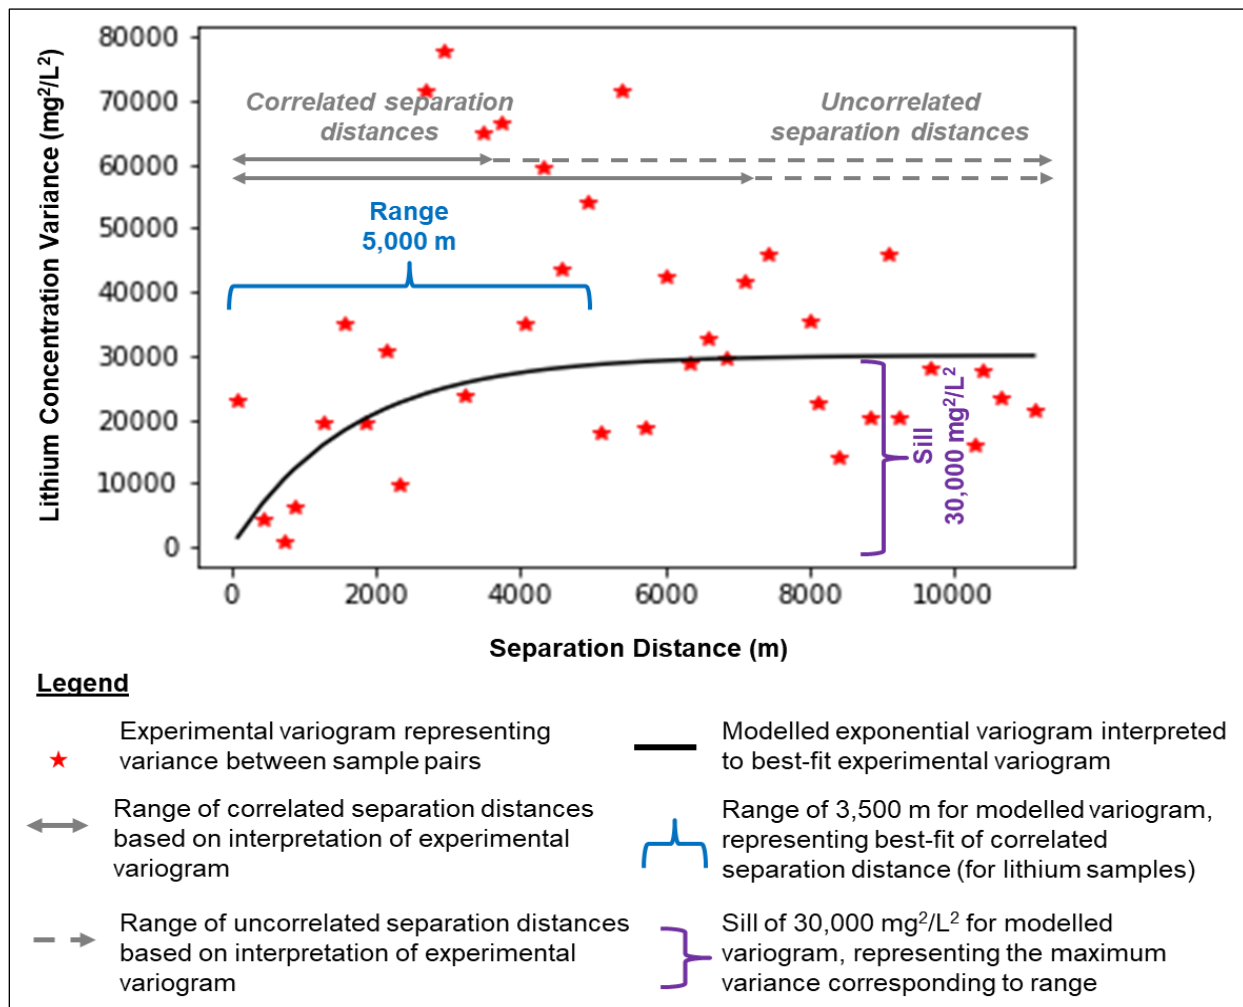 Lithium Concentration Variance (mg²/L²)
80000
70000
60000
50000
40000
30000
20000
10000
0
Correlated separation
distances
Uncorrelated
separation distances
Range
5,000 m
Sill
30,000 mg²/L²
0 2000 4000 6000 8000 10000
Separation Distance (m)
Legend
Experimental variogram representing
variance between sample pairs
Modelled exponential variogram interpreted
to best-fit experimental variogram
Range of correlated separation distances
based on interpretation of experimental
variogram
Range of 3,500 m for modelled variogram,
representing best-fit of correlated
separation distance (for lithium samples)
Range of uncorrelated separation distances
based on interpretation of experimental
variogram
Sill of 30,000 mg²/L² for modelled
variogram, representing the maximum
variance corresponding to range